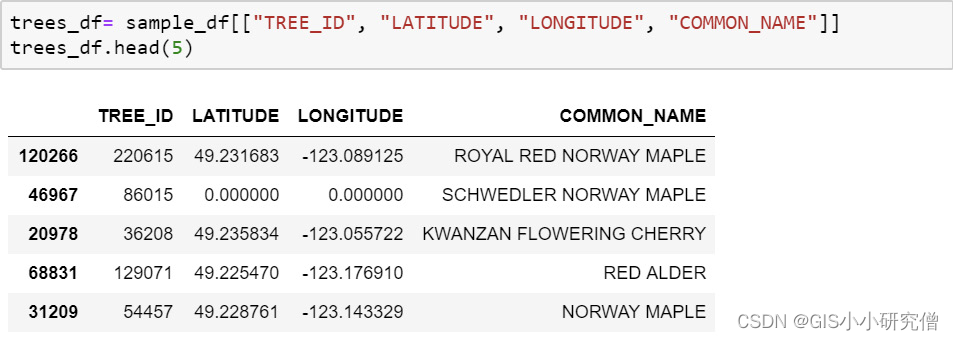 trees_df= sample_df[["TREE_ID", "LATITUDE", "LONGITUDE", "COMMON_NAME"]]
trees_df.head(5)
TREE_ID LATITUDE LONGITUDE COMMON_NAME
120266 220615 49.231683 -123.089125 ROYAL RED NORWAY MAPLE
46967 86015 0.000000 0.000000 SCHWEDLER NORWAY MAPLE
20978 36208 49.235834 -123.055722 KWANZAN FLOWERING CHERRY
68831 129071 49.225470 -123.176910 RED ALDER
31209 54457 49.228761 -123.143329 NORWAY MAPLE
CSDN @GIS小小研究僧